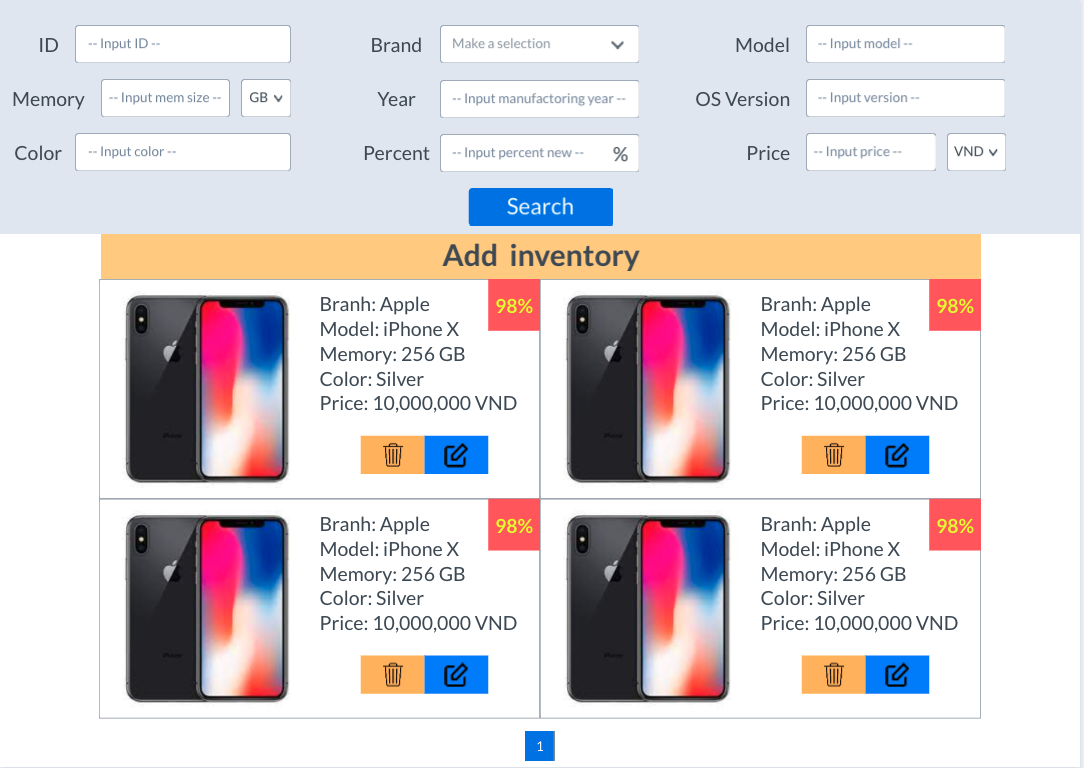 ID -- Input ID -- Brand Make a selection Model -- Input model --
Memory -- Input mem size -- GB Year -- Input manufactoring year -- OS Version -- Input version --
Color -- Input color -- Percent -- Input percent new -- % Price -- Input price -- VND
Search
Add inventory
Branh: Apple
Model: iPhone X
Memory: 256 GB
Color: Silver
Price: 10,000,000 VND
98%
Branh: Apple
Model: iPhone X
Memory: 256 GB
Color: Silver
Price: 10,000,000 VND
98%
Branh: Apple
Model: iPhone X
Memory: 256 GB
Color: Silver
Price: 10,000,000 VND
98%
Branh: Apple
Model: iPhone X
Memory: 256 GB
Color: Silver
Price: 10,000,000 VND
98%
1